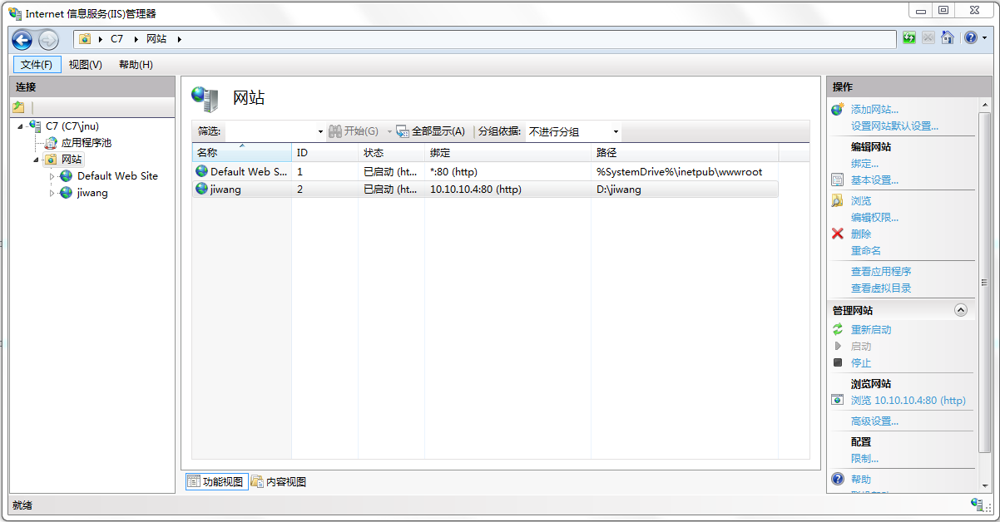 Internet 信息服务(IIS)管理器
C7 网站
文件(F) 视图(V) 帮助(H)
连接
C7 (C7\jnu)
应用程序池
网站
Default Web Site
jiwang
网站
筛选: 开始(G) 全部显示(A) 分组依据: 不进行分组
名称 ID 状态 绑定 路径
Default Web S... 1 已启动 (ht... *:80 (http) %SystemDrive%\inetpub\wwwroot
jiwang 2 已启动 (ht... 10.10.10.4:80 (http) D:\jiwang
功能视图 内容视图
操作
添加网站...
设置网站默认设置...
编辑网站
绑定...
基本设置...
浏览
编辑权限...
删除
重命名
查看应用程序
查看虚拟目录
管理网站
重新启动
启动
停止
浏览网站
浏览 10.10.10.4:80 (http)
高级设置...
配置
限制...
帮助
就绪